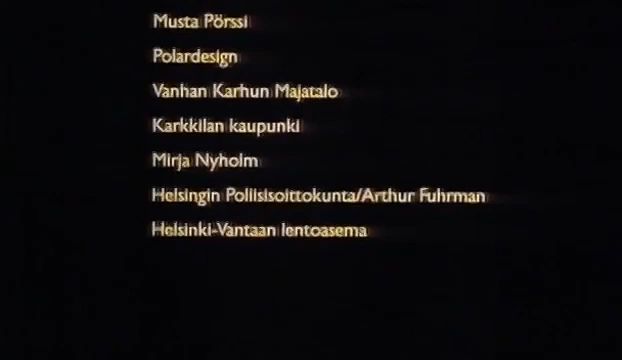 Musta Pörssi
Polardesign
Vanhan Karhun Majatalo
Karkkilan kaupunki
Mirja Nyholm
Helsingin Poliisisoittokunta/Arthur Fuhrman
Helsinki-Vantaan lentoasema